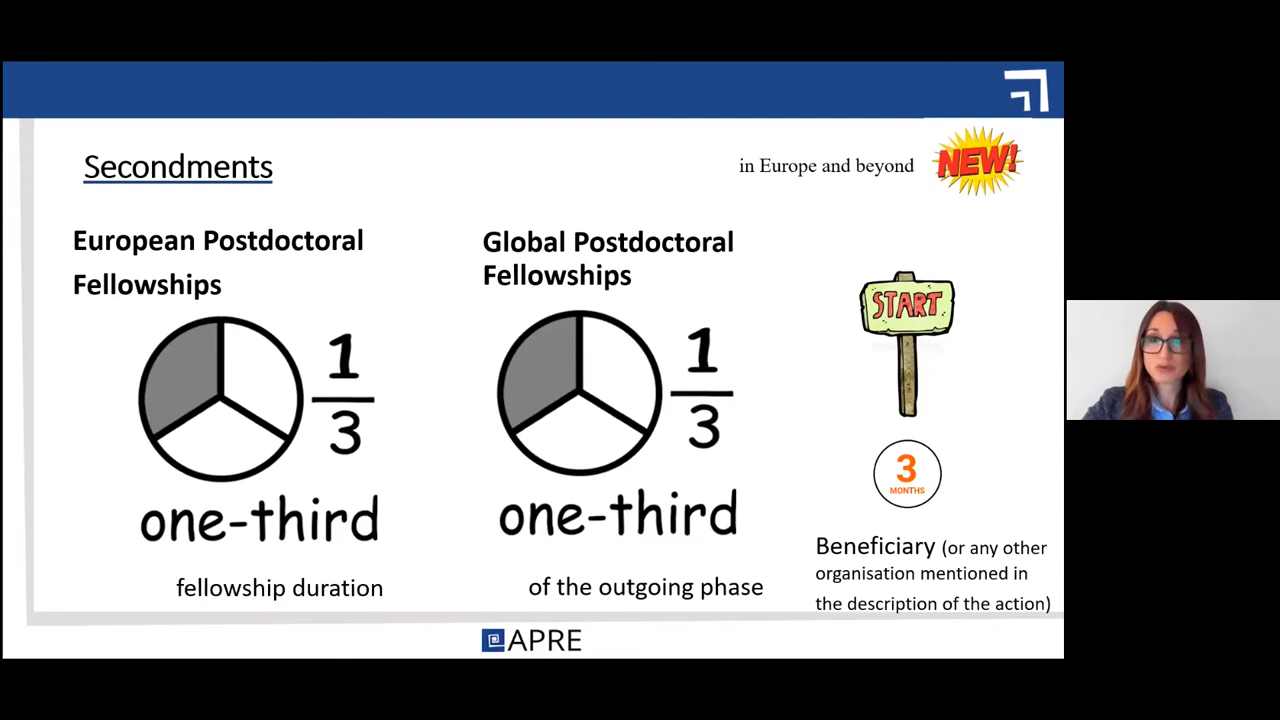 Secondments
in Europe and beyond
NEW!
European Postdoctoral
Fellowships
1
3
one-third
fellowship duration
Global Postdoctoral
Fellowships
1
3
one-third
of the outgoing phase
START
3
MONTHS
Beneficiary (or any other
organisation mentioned in
the description of the action)
APRE